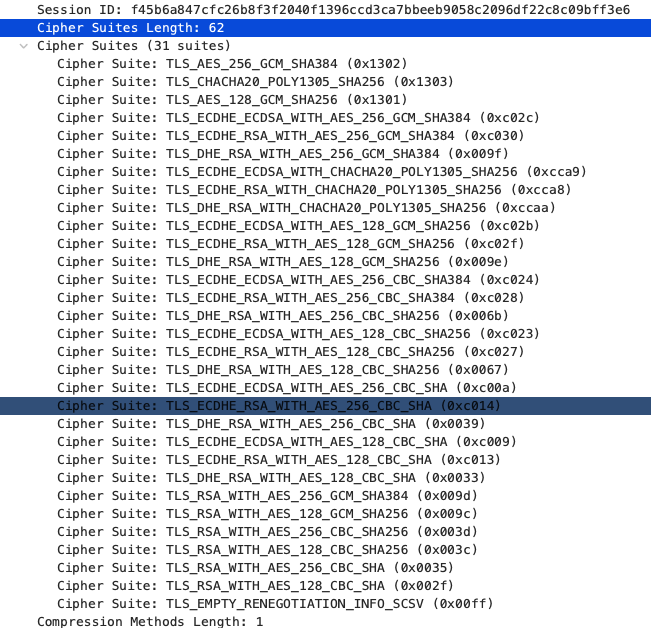 Session ID: f45b6a847cfc26b8f3f2040f1396ccd3ca7bbeeb9058c2096df22c8c09bff3e6
Cipher Suites Length: 62
Cipher Suites (31 suites)
Cipher Suite: TLS_AES_256_GCM_SHA384 (0x1302)
Cipher Suite: TLS_CHACHA20_POLY1305_SHA256 (0x1303)
Cipher Suite: TLS_AES_128_GCM_SHA256 (0x1301)
Cipher Suite: TLS_ECDHE_ECDSA_WITH_AES_256_GCM_SHA384 (0xc02c)
Cipher Suite: TLS_ECDHE_RSA_WITH_AES_256_GCM_SHA384 (0xc030)
Cipher Suite: TLS_DHE_RSA_WITH_AES_256_GCM_SHA384 (0x009f)
Cipher Suite: TLS_ECDHE_ECDSA_WITH_CHACHA20_POLY1305_SHA256 (0xcca9)
Cipher Suite: TLS_ECDHE_RSA_WITH_CHACHA20_POLY1305_SHA256 (0xcca8)
Cipher Suite: TLS_DHE_RSA_WITH_CHACHA20_POLY1305_SHA256 (0xccaa)
Cipher Suite: TLS_ECDHE_ECDSA_WITH_AES_128_GCM_SHA256 (0xc02b)
Cipher Suite: TLS_ECDHE_RSA_WITH_AES_128_GCM_SHA256 (0xc02f)
Cipher Suite: TLS_DHE_RSA_WITH_AES_128_GCM_SHA256 (0x009e)
Cipher Suite: TLS_ECDHE_ECDSA_WITH_AES_256_CBC_SHA384 (0xc024)
Cipher Suite: TLS_ECDHE_RSA_WITH_AES_256_CBC_SHA384 (0xc028)
Cipher Suite: TLS_DHE_RSA_WITH_AES_256_CBC_SHA256 (0x006b)
Cipher Suite: TLS_ECDHE_ECDSA_WITH_AES_128_CBC_SHA256 (0xc023)
Cipher Suite: TLS_ECDHE_RSA_WITH_AES_128_CBC_SHA256 (0xc027)
Cipher Suite: TLS_DHE_RSA_WITH_AES_128_CBC_SHA256 (0x0067)
Cipher Suite: TLS_ECDHE_ECDSA_WITH_AES_256_CBC_SHA (0xc00a)
Cipher Suite: TLS_ECDHE_RSA_WITH_AES_256_CBC_SHA (0xc014)
Cipher Suite: TLS_DHE_RSA_WITH_AES_256_CBC_SHA (0x0039)
Cipher Suite: TLS_ECDHE_ECDSA_WITH_AES_128_CBC_SHA (0xc009)
Cipher Suite: TLS_ECDHE_RSA_WITH_AES_128_CBC_SHA (0xc013)
Cipher Suite: TLS_DHE_RSA_WITH_AES_128_CBC_SHA (0x0033)
Cipher Suite: TLS_RSA_WITH_AES_256_GCM_SHA384 (0x009d)
Cipher Suite: TLS_RSA_WITH_AES_128_GCM_SHA256 (0x009c)
Cipher Suite: TLS_RSA_WITH_AES_256_CBC_SHA256 (0x003d)
Cipher Suite: TLS_RSA_WITH_AES_128_CBC_SHA256 (0x003c)
Cipher Suite: TLS_RSA_WITH_AES_256_CBC_SHA (0x0035)
Cipher Suite: TLS_RSA_WITH_AES_128_CBC_SHA (0x002f)
Cipher Suite: TLS_EMPTY_RENEGOTIATION_INFO_SCSV (0x00ff)
Compression Methods Length: 1